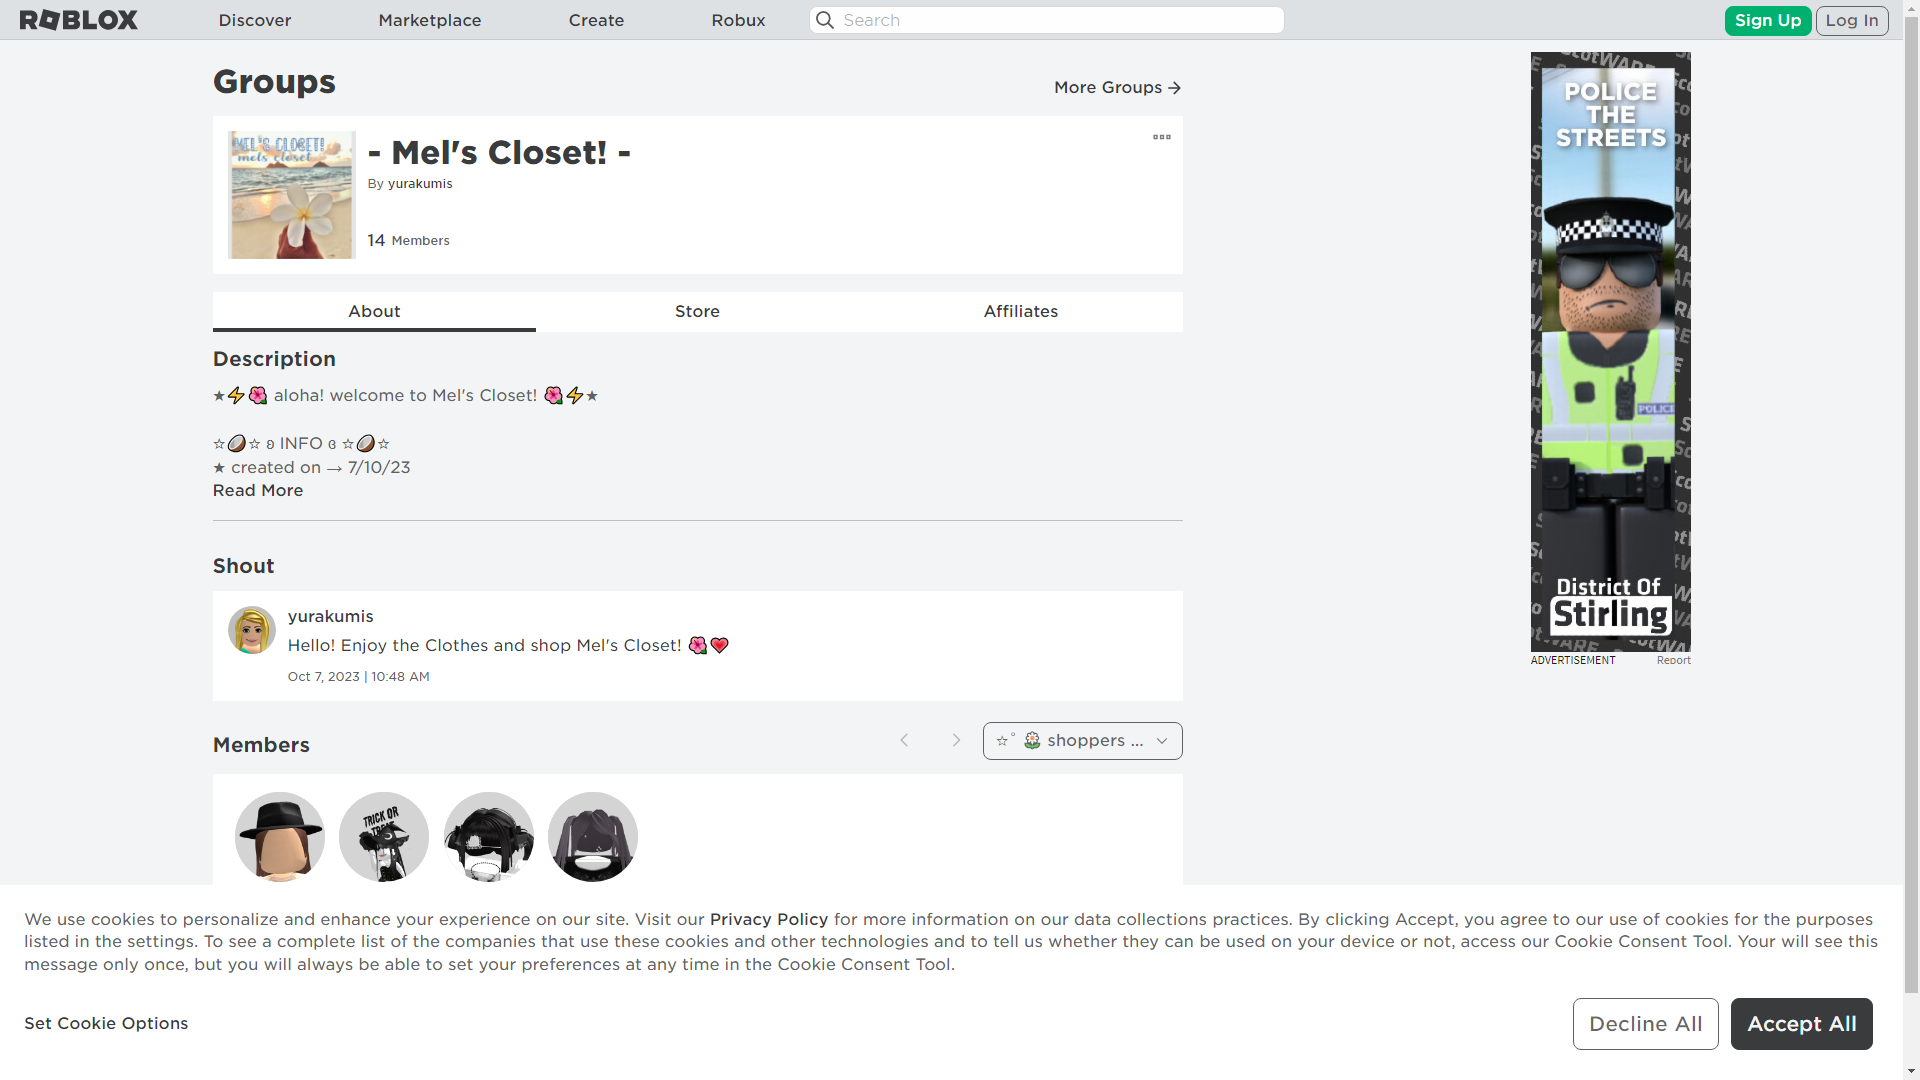 ROBLOX
Discover
Marketplace
Create
Robux
Search
Sign Up
Log In
Groups
More Groups →
MEL'S CLOSET!
mels closet
- Mel's Closet! -
By yurakumis
14 Members
About
Store
Affiliates
Description
★⚡🌺 aloha! welcome to Mel's Closet! 🌺⚡★
☆🥥☆ ʚ INFO ɞ ☆🥥☆
★ created on → 7/10/23
Read More
Shout
yurakumis
Hello! Enjoy the Clothes and shop Mel's Closet! 🌺❤
Oct 7, 2023 | 10:48 AM
Members
☆˚ 🌼 shoppers ...
TRICK OR
TREAT
POLICE
THE
STREETS
POLICE
District Of
Stirling
ADVERTISEMENT
Report
We use cookies to personalize and enhance your experience on our site. Visit our Privacy Policy for more information on our data collections practices. By clicking Accept, you agree to our use of cookies for the purposes
listed in the settings. To see a complete list of the companies that use these cookies and other technologies and to tell us whether they can be used on your device or not, access our Cookie Consent Tool. Your will see this
message only once, but you will always be able to set your preferences at any time in the Cookie Consent Tool.
Set Cookie Options
Decline All
Accept All